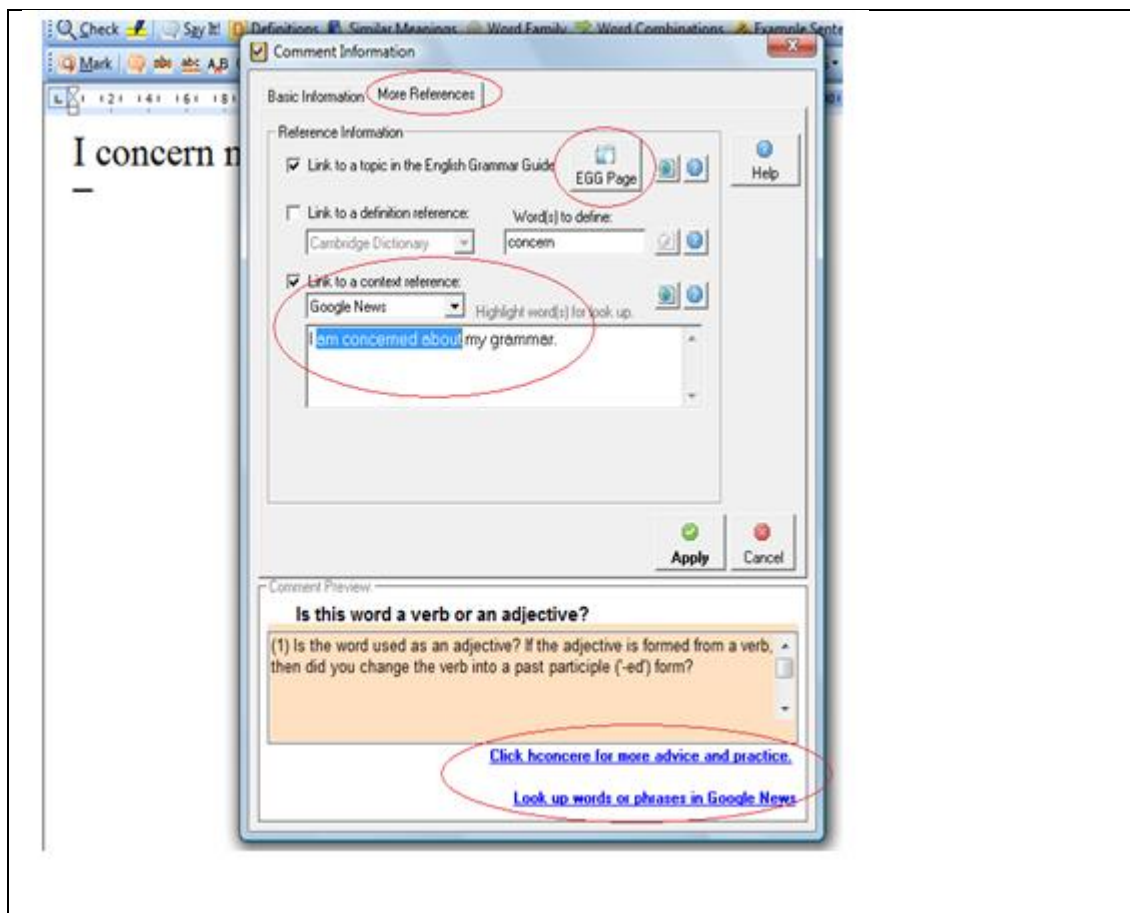 Check Say It! Definitions Similar Meanings Word Family Word Combinations Example Sente
Mark abc abc A,B
Comment Information
I concern m
Basic Information More References
Reference Information
Link to a topic in the English Grammar Guide
EGG Page
Help
Link to a definition reference:
Word(s) to define:
Cambridge Dictionary
concern
Link to a context reference:
Google News
Highlight word(s) for look up.
I am concerned about my grammar.
Apply
Cancel
Comment Preview
Is this word a verb or an adjective?
(1) Is the word used as an adjective? If the adjective is formed from a verb,
then did you change the verb into a past participle ('-ed') form?
Click hconcere for more advice and practice.
Look up words or phrases in Google News